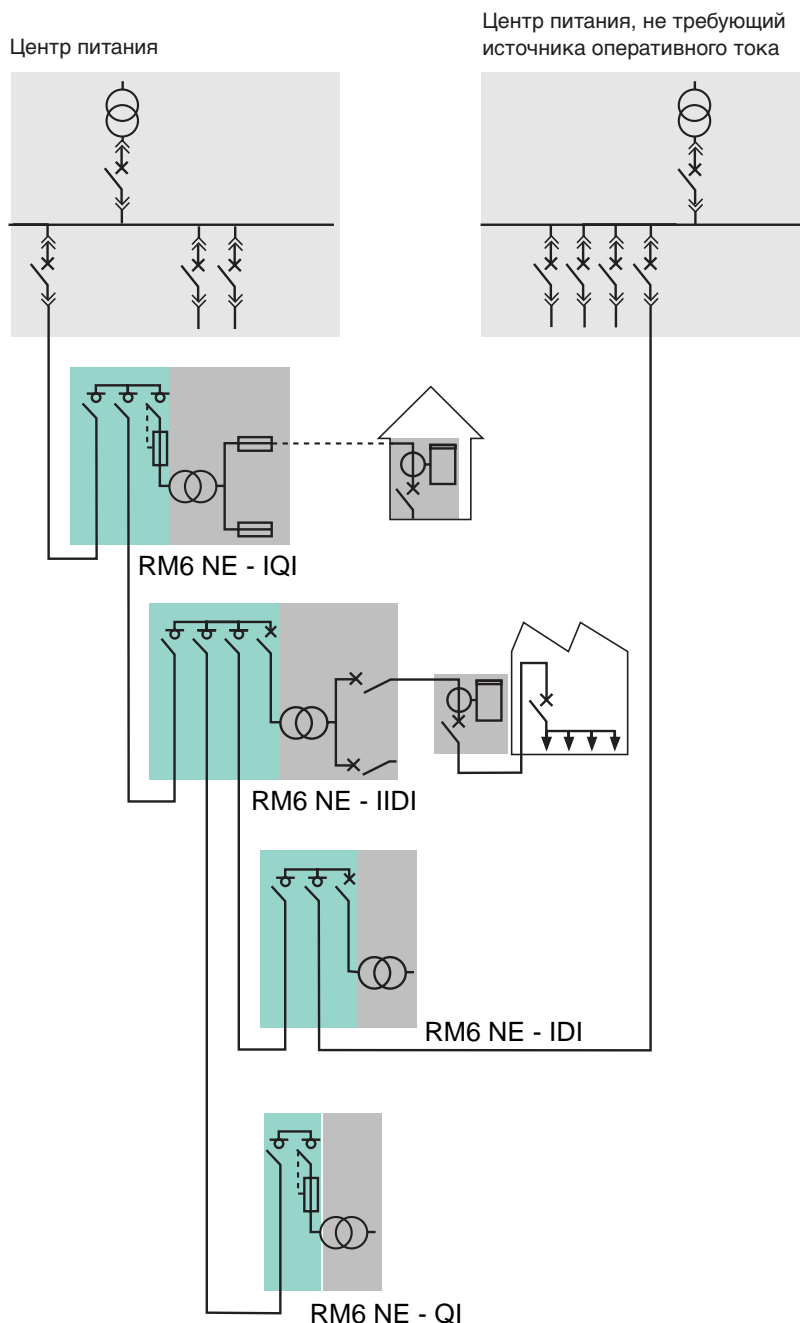 Центр питания
Центр питания, не требующий
источника оперативного тока
RM6 NE - IQI
RM6 NE - IIDI
RM6 NE - IDI
RM6 NE - QI